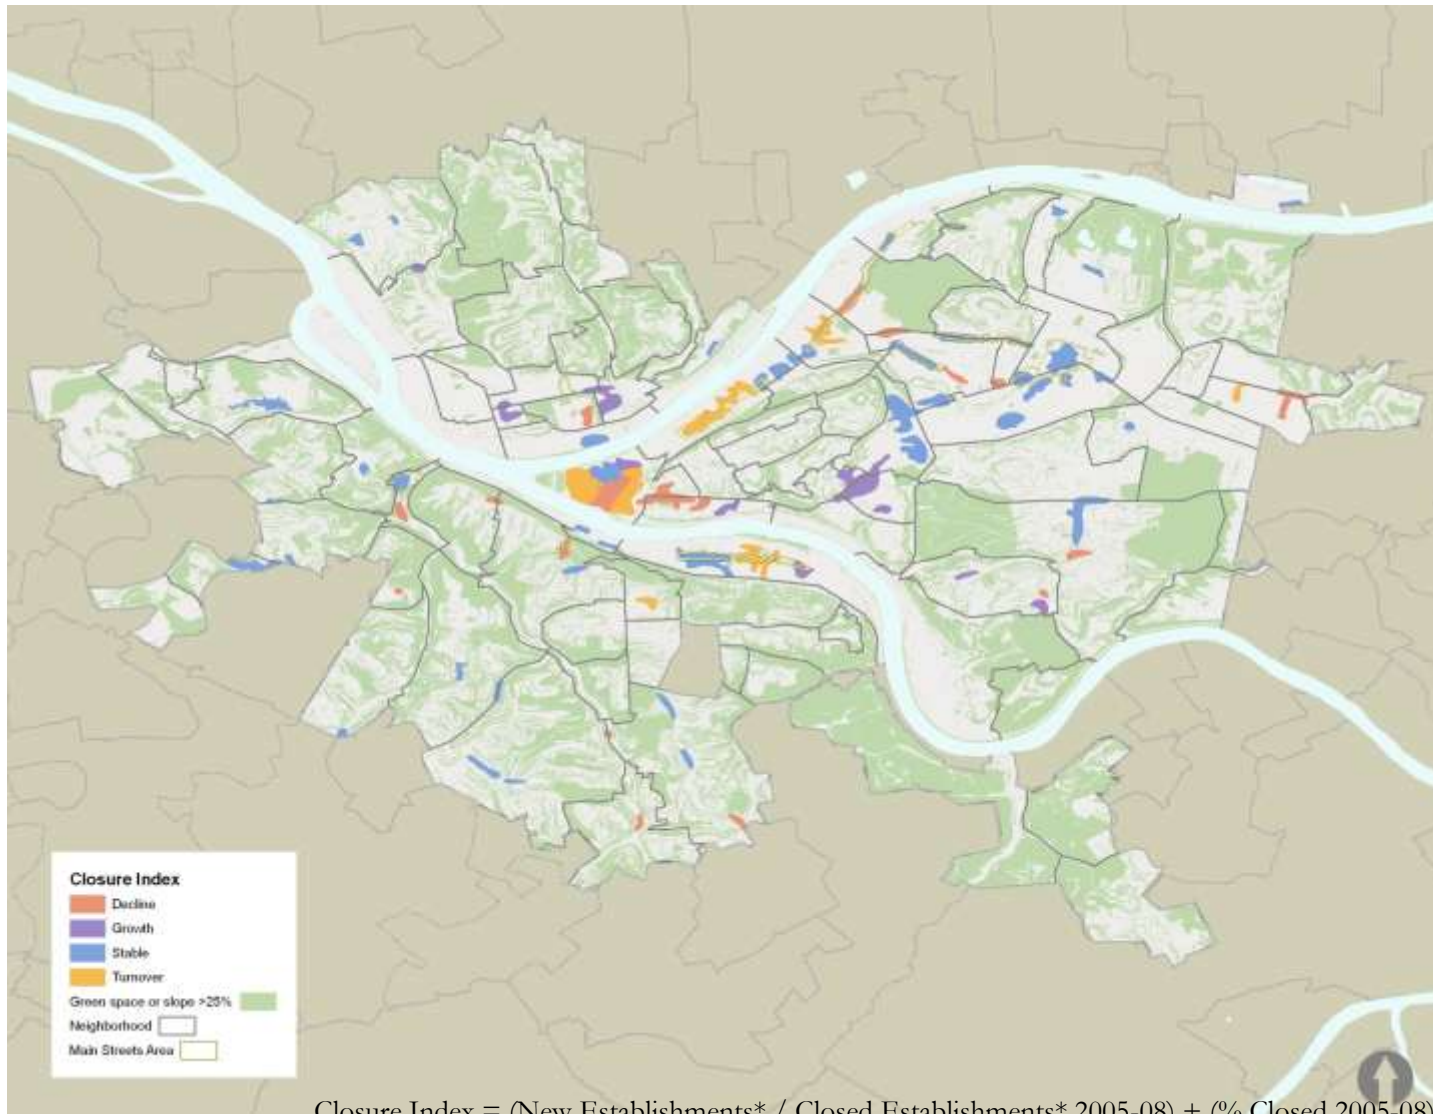 Closure Index
Decline
Growth
Stable
Turnover
Green space or slope >25%
Neighborhood
Main Streets Area
Closure Index = (New Establishments* / Closed Establishments* 2005-08) + (% Closed 2005-08)